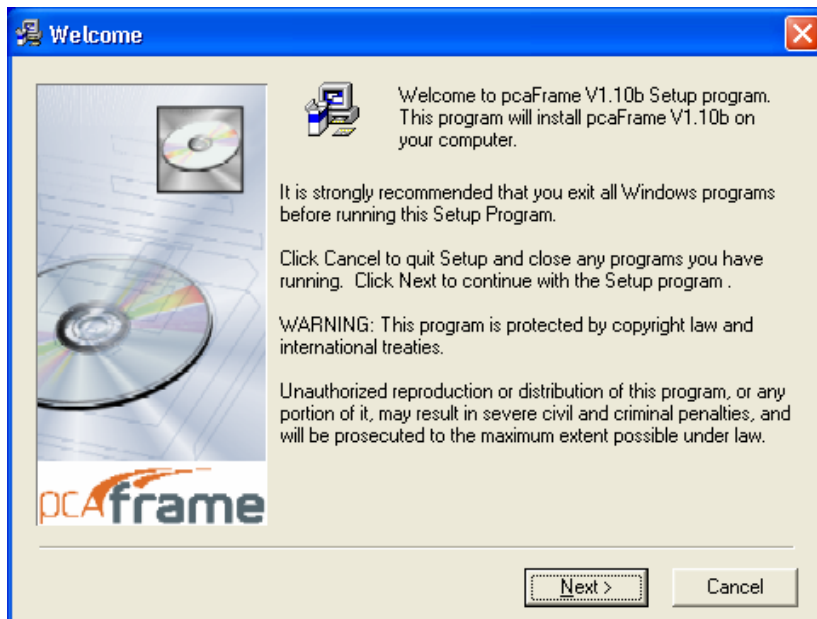 Welcome
Welcome to pcaFrame V1.10b Setup program.
This program will install pcaFrame V1.10b on
your computer.
It is strongly recommended that you exit all Windows programs
before running this Setup Program.
Click Cancel to quit Setup and close any programs you have
running.  Click Next to continue with the Setup program .
WARNING: This program is protected by copyright law and
international treaties.
Unauthorized reproduction or distribution of this program, or any
portion of it, may result in severe civil and criminal penalties, and
will be prosecuted to the maximum extent possible under law.
pcaframe
Next >
Cancel